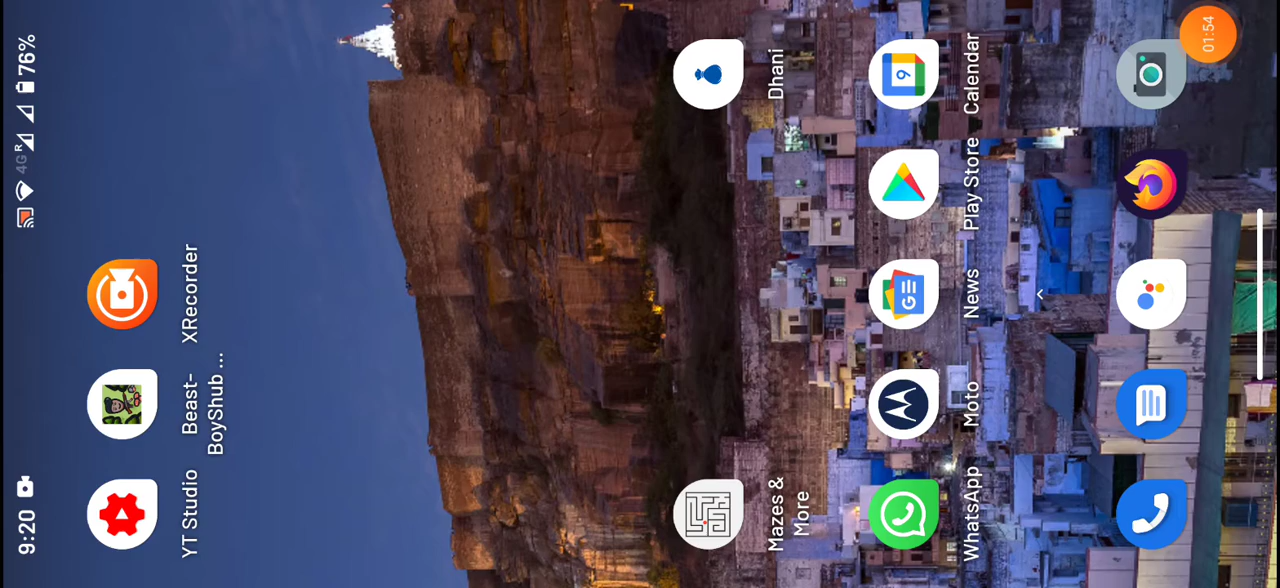 9:20
4G R
76%
YT Studio
Beast-
BoyShub ...
XRecorder
Mazes &
More
Dhani
WhatsApp
Moto
News
Play Store
9
Calendar
01:54